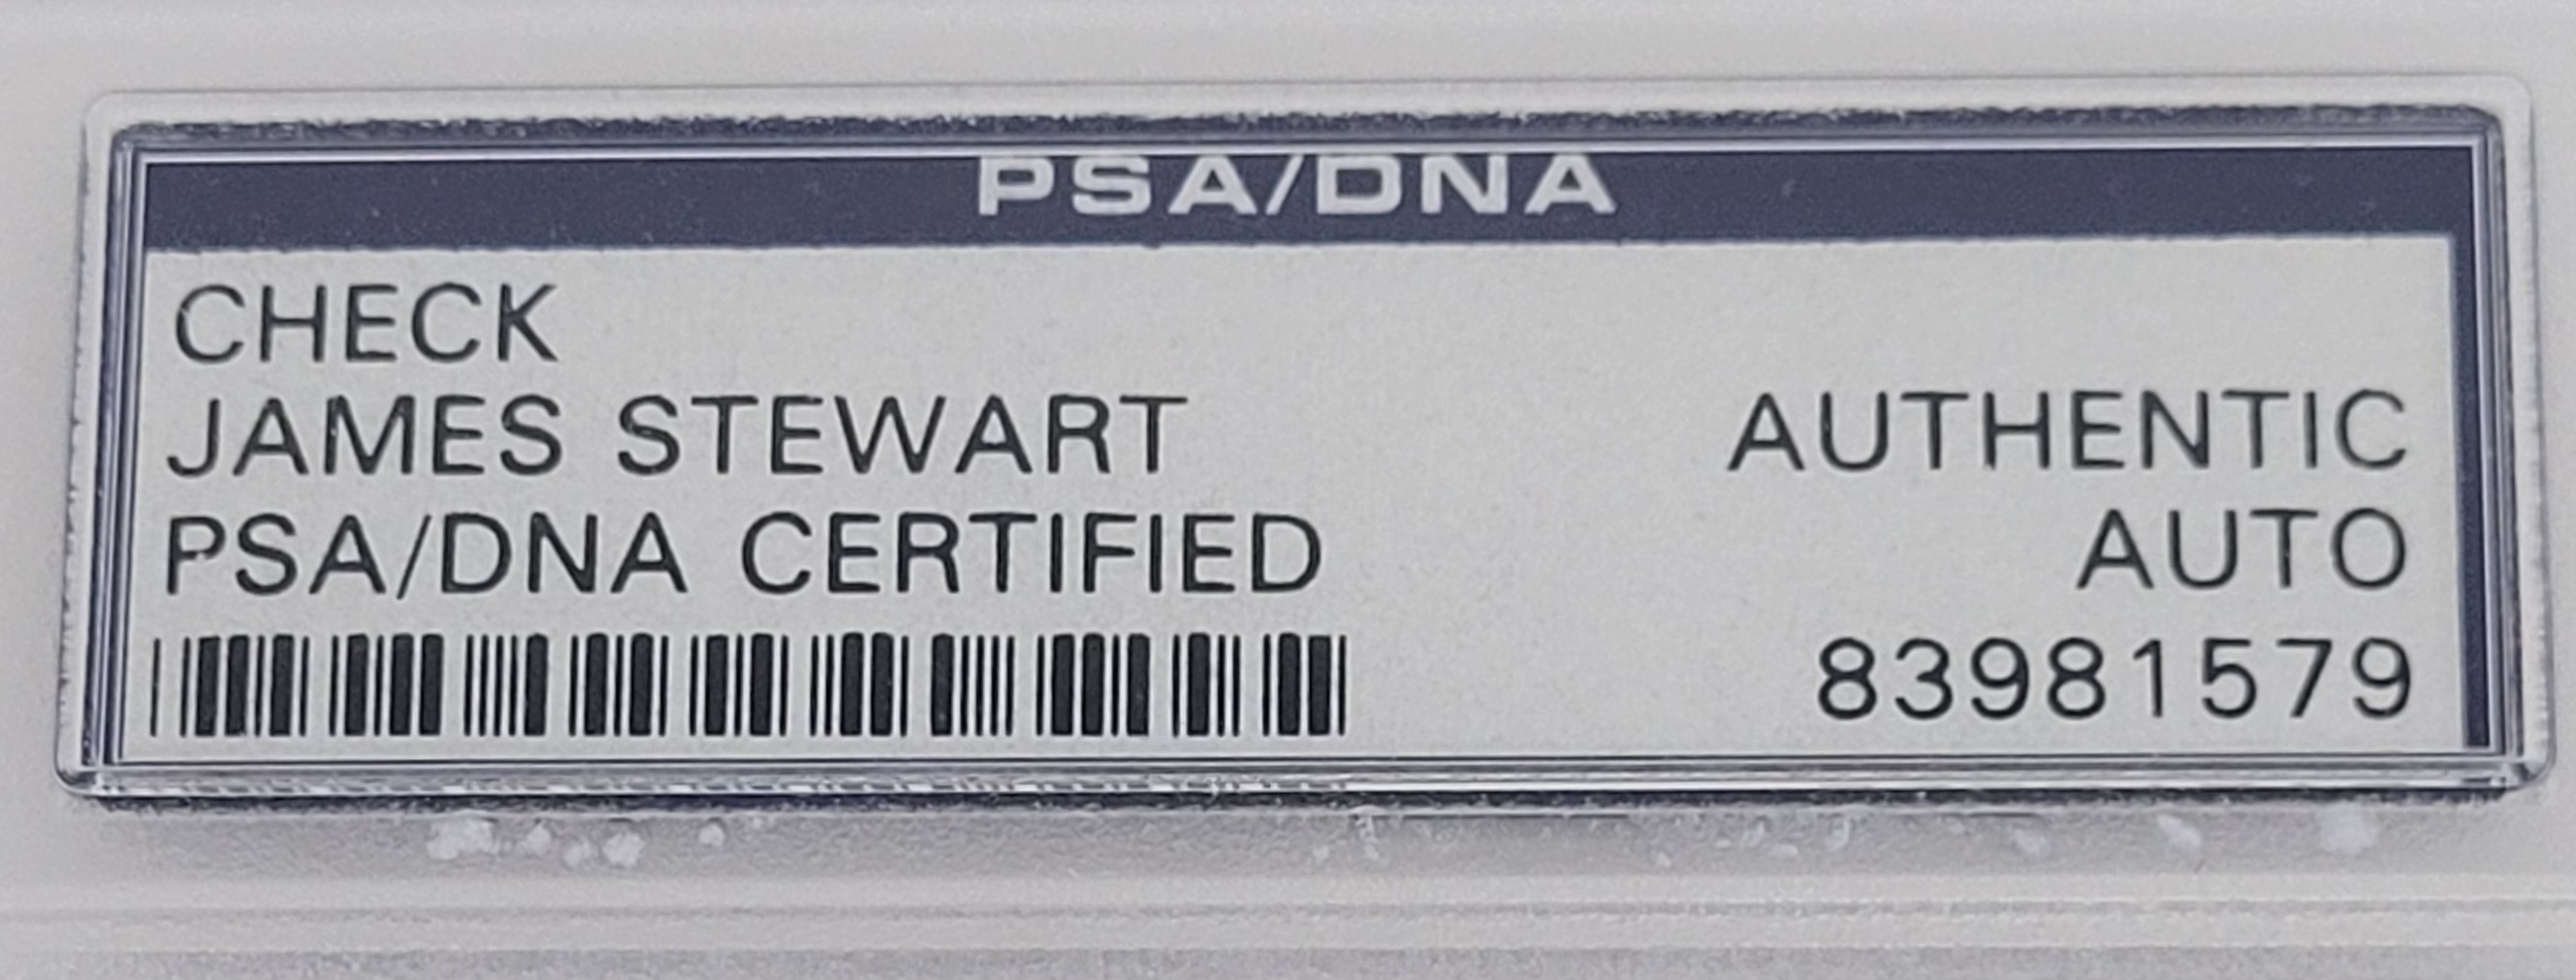 PSA/DNA
CHECK
JAMES STEWART
AUTHENTIC
PSA/DNA CERTIFIED
AUTO
83981579